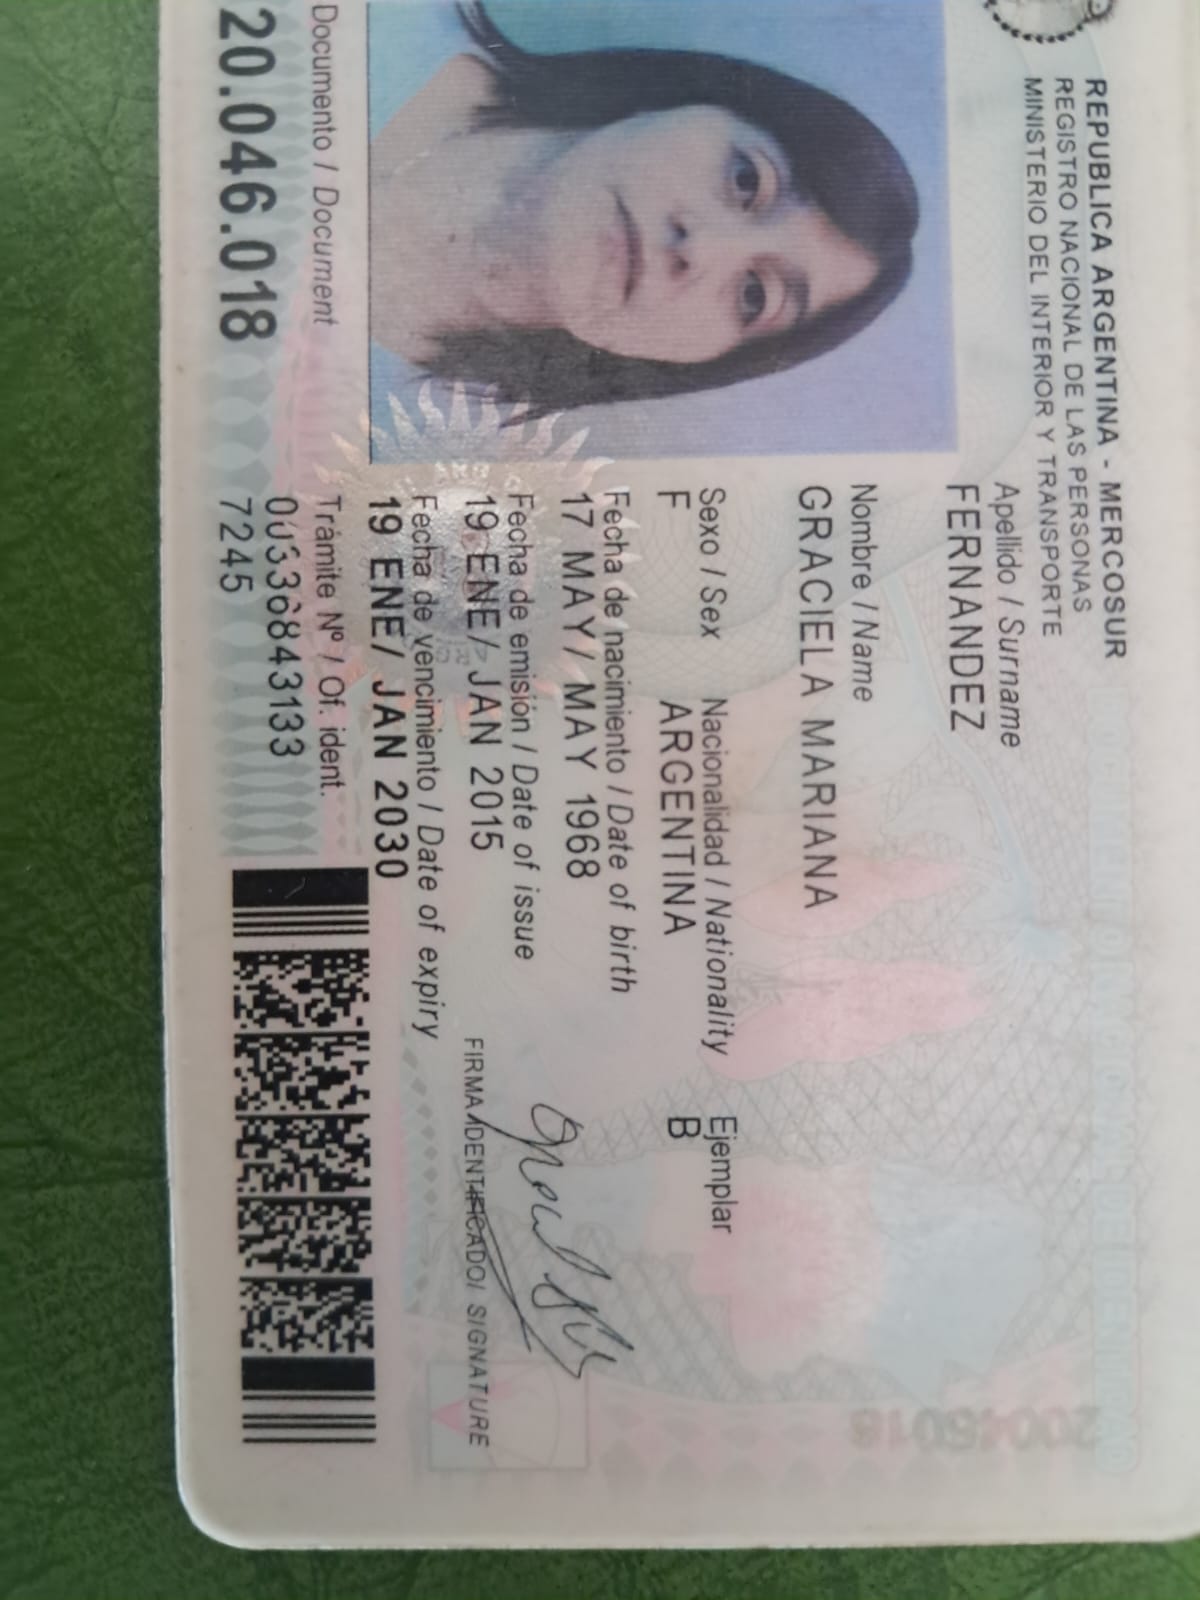 REPUBLICA ARGENTINA - MERCOSUR
REGISTRO NACIONAL DE LAS PERSONAS
MINISTERIO DEL INTERIOR Y TRANSPORTE
Apellido / Surname
FERNANDEZ
Nombre / Name
GRACIELA MARIANA
Sexo / Sex Nacionalidad / Nationality Ejemplar
F ARGENTINA B
Fecha de nacimiento / Date of birth
17 MAY/ MAY 1968
Fecha de emisión / Date of issue
19 ENE/ JAN 2015
Fecha de vencimiento / Date of expiry
19 ENE/ JAN 2030
FIRMA IDENTIFICADO/ SIGNATURE
Documento / Document
20.046.018
Trámite Nº / Of. ident.
00336843133
7245
20046018